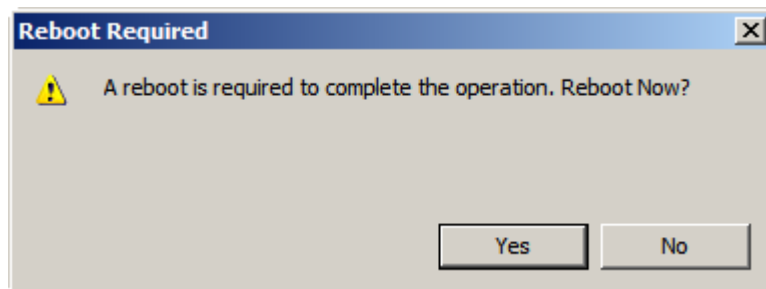 Reboot Required
A reboot is required to complete the operation. Reboot Now?
Yes
No